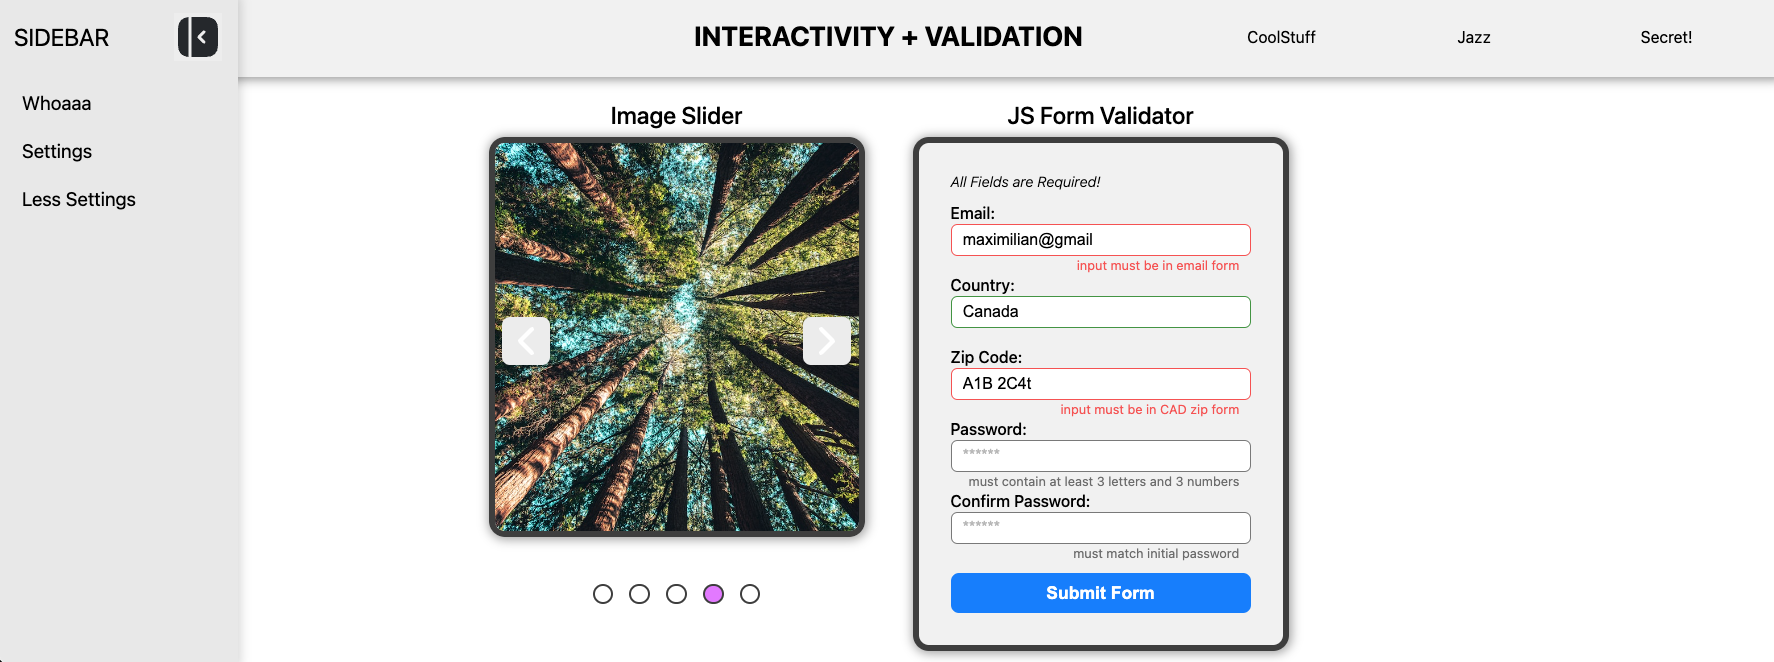 SIDEBAR
Whoaaa
Settings
Less Settings
INTERACTIVITY + VALIDATION
CoolStuff
Jazz
Secret!
Image Slider
JS Form Validator
All Fields are Required!
Email:
maximilian@gmail
input must be in email form
Country:
Canada
Zip Code:
A1B 2C4t
input must be in CAD zip form
Password:
******
must contain at least 3 letters and 3 numbers
Confirm Password:
******
must match initial password
Submit Form